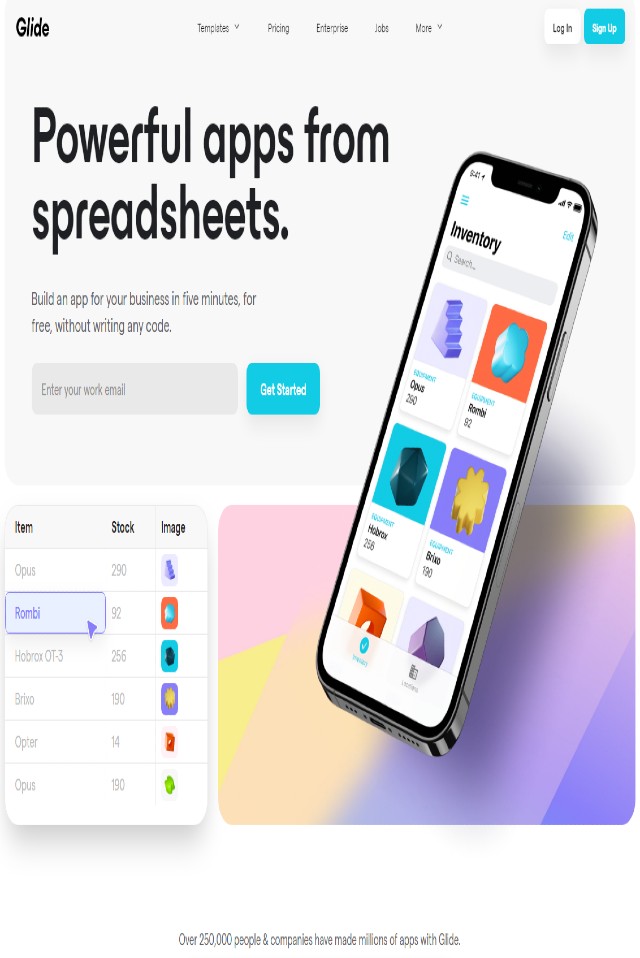 Glide
Templates
Pricing
Enterprise
Jobs
More
Log In
Sign Up
Powerful apps from
spreadsheets.
Build an app for your business in five minutes, for
free, without writing any code.
Enter your work email
Get Started
9:41
Edit
Inventory
Search...
EQUIPMENT
Opus
290
EQUIPMENT
Rombi
92
EQUIPMENT
Hobrox
256
EQUIPMENT
Brixo
190
Inventory
Locations
Item Stock Image
Opus 290
Rombi 92
Hobrox OT-3 256
Brixo 190
Opter 14
Opus 190
Over 250,000 people & companies have made millions of apps with Glide.